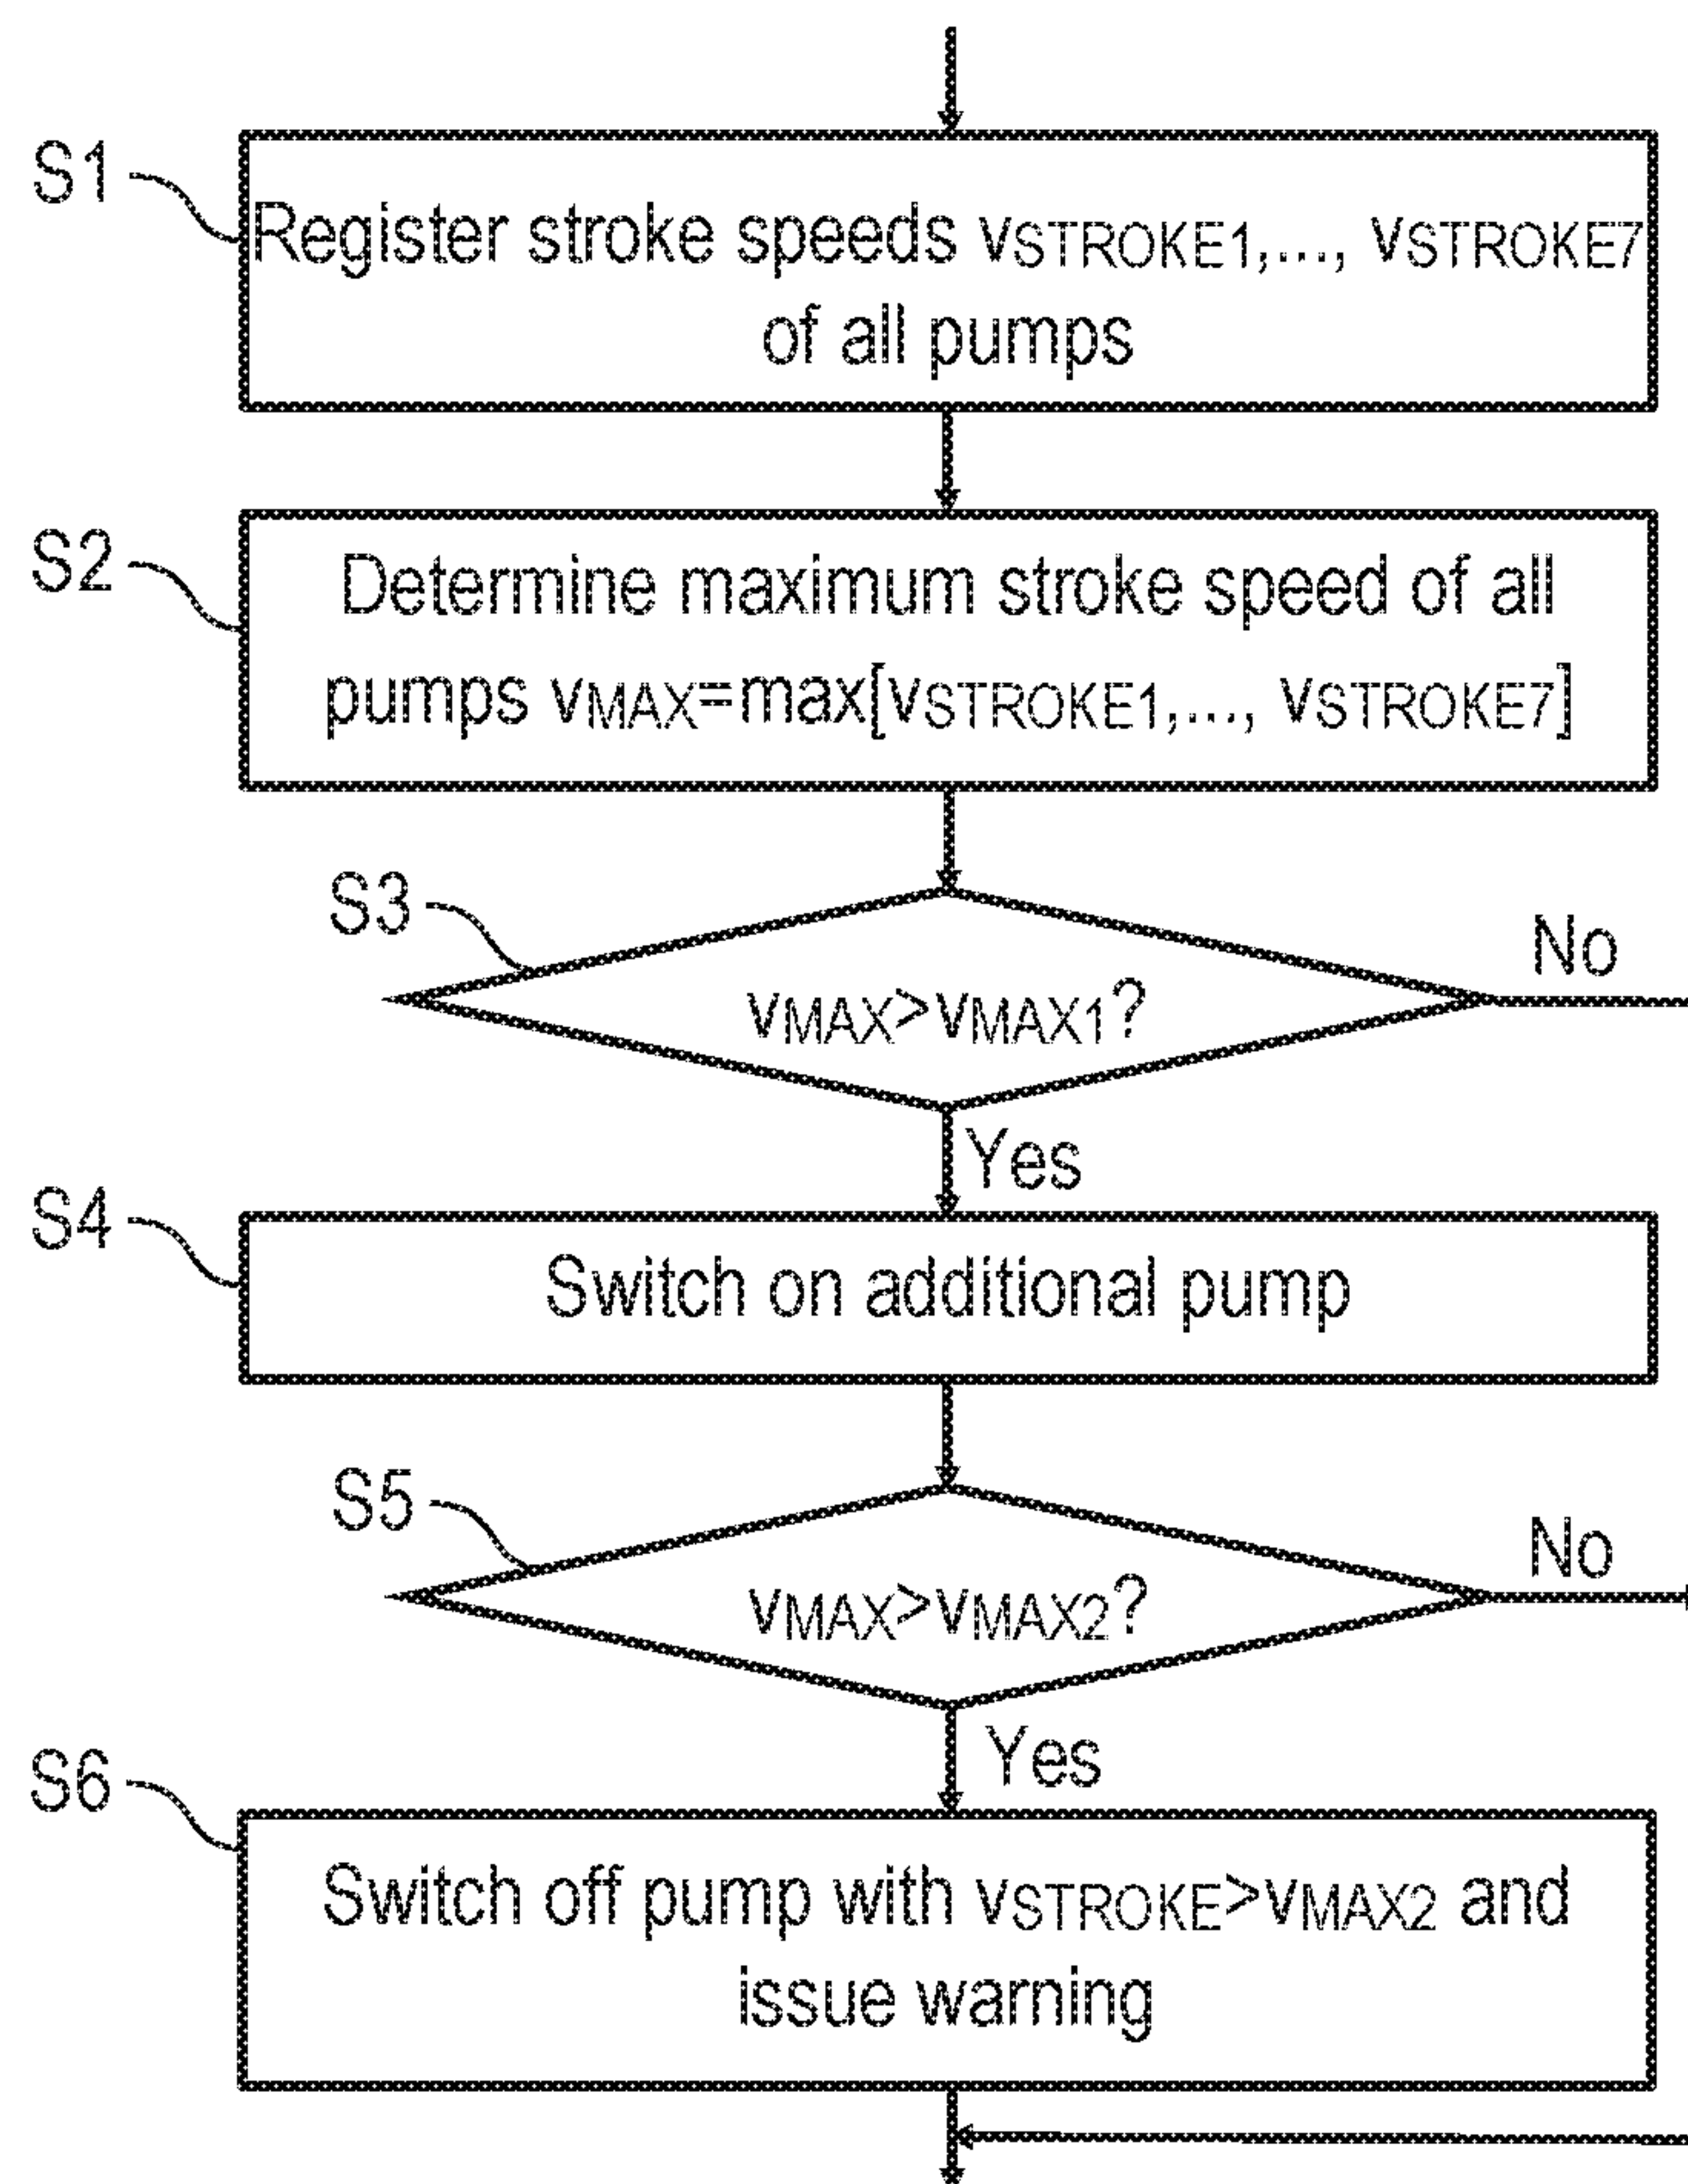 S1
Register stroke speeds vSTROKE1,..., vSTROKE7
of all pumps
S2
Determine maximum stroke speed of all
pumps vMAX=max[vSTROKE1,..., vSTROKE7]
S3
vMAX>vMAX1?
No
Yes
S4
Switch on additional pump
S5
vMAX>vMAX2?
No
Yes
S6
Switch off pump with vSTROKE>vMAX2 and
issue warning